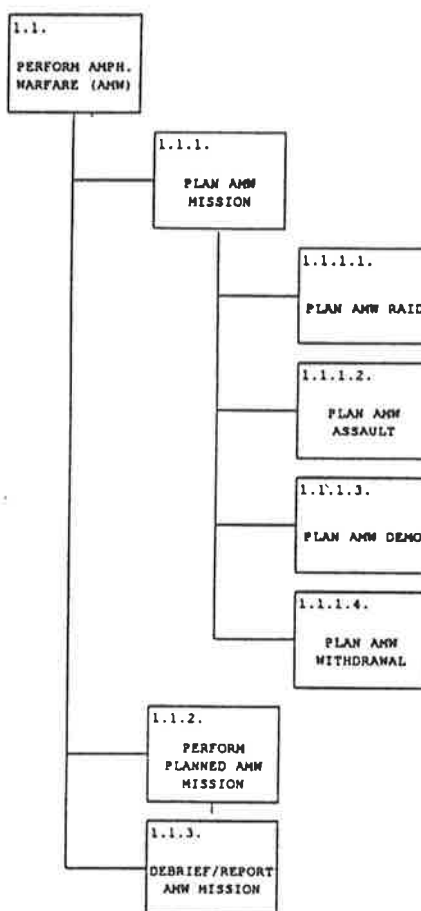 1.1.
PERFORM AMPH.
WARFARE (AMW)
1.1.1.
PLAN AMW
MISSION
1.1.1.1.
PLAN AMW RAID
1.1.1.2.
PLAN AMW
ASSAULT
1.1.1.3.
PLAN AMW DEMO
1.1.1.4.
PLAN AMW
WITHDRAWAL
1.1.2.
PERFORM
PLANNED AMW
MISSION
1.1.3.
DEBRIEF/REPORT
AMW MISSION